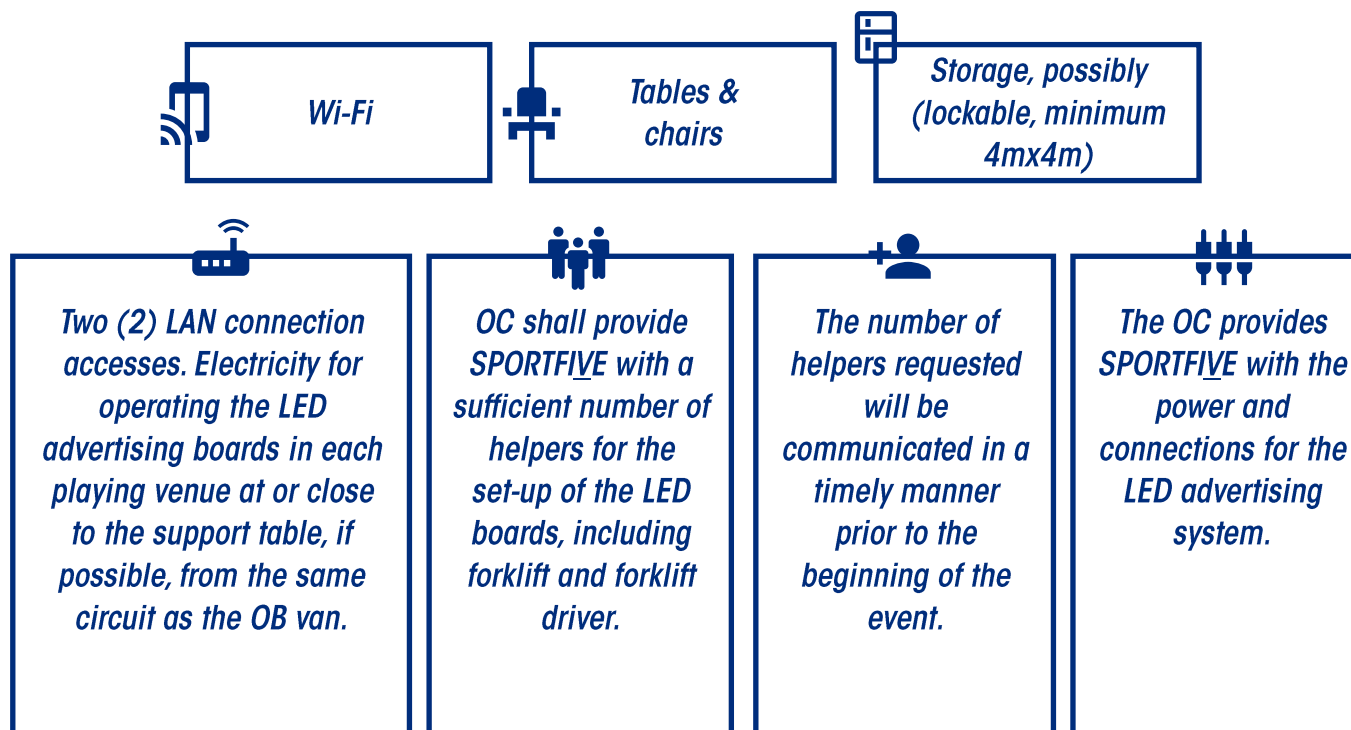 Wi-Fi
Tables &
chairs
Storage, possibly
(lockable, minimum
4mx4m)
Two (2) LAN connection
accesses. Electricity for
operating the LED
advertising boards in each
playing venue at or close
to the support table, if
possible, from the same
circuit as the OB van.
OC shall provide
SPORTFIVE with a
sufficient number of
helpers for the
set-up of the LED
boards, including
forklift and forklift
driver.
The number of
helpers requested
will be
communicated in a
timely manner
prior to the
beginning of the
event.
The OC provides
SPORTFIVE with the
power and
connections for the
LED advertising
system.